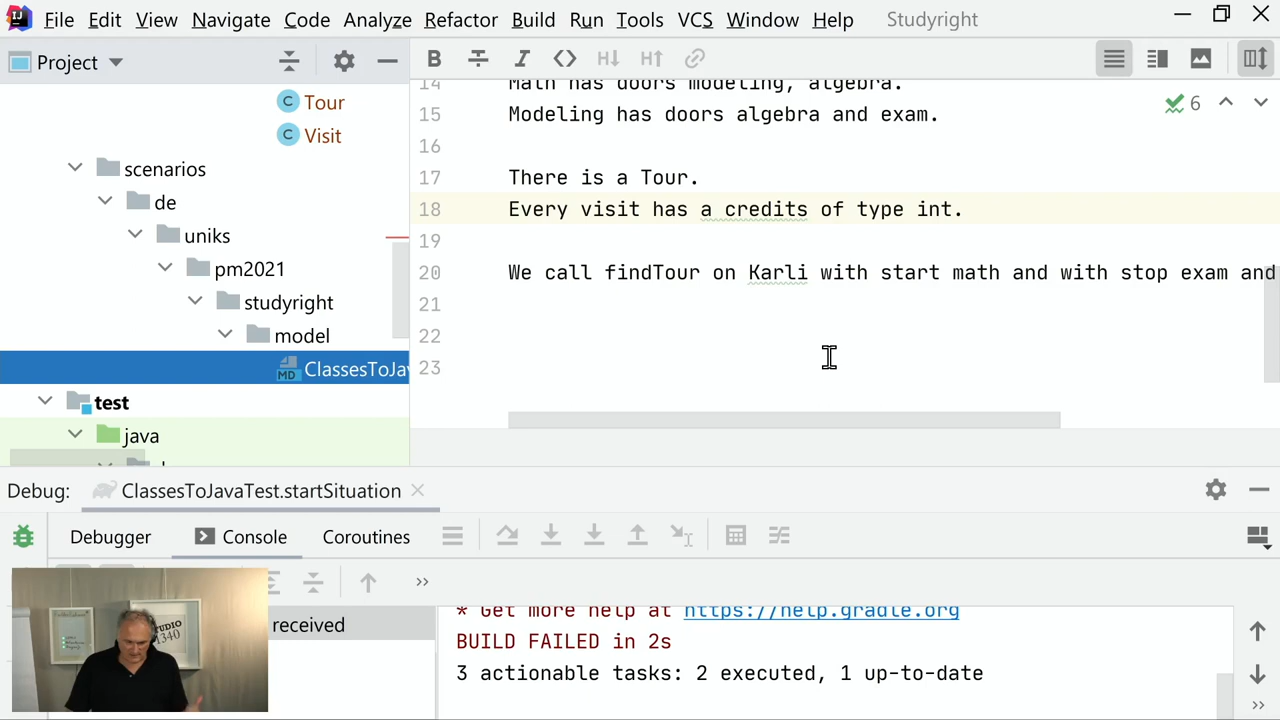 File Edit View Navigate Code Analyze Refactor Build Run Tools VCS Window Help Studyright
Project
Tour
Visit
scenarios
de
uniks
pm2021
studyright
model
ClassesToJav
test
java
14 Math has doors modeling, algebra.
15 Modeling has doors algebra and exam.
16
17 There is a Tour.
18 Every visit has a credits of type int.
19
20 We call findTour on Karli with start math and with stop exam and
21
22
23
6
Debug: ClassesToJavaTest.startSituation
Debugger Console Coroutines
received
* Get more help at https://help.gradle.org
BUILD FAILED in 2s
3 actionable tasks: 2 executed, 1 up-to-date
STUDIO
1340